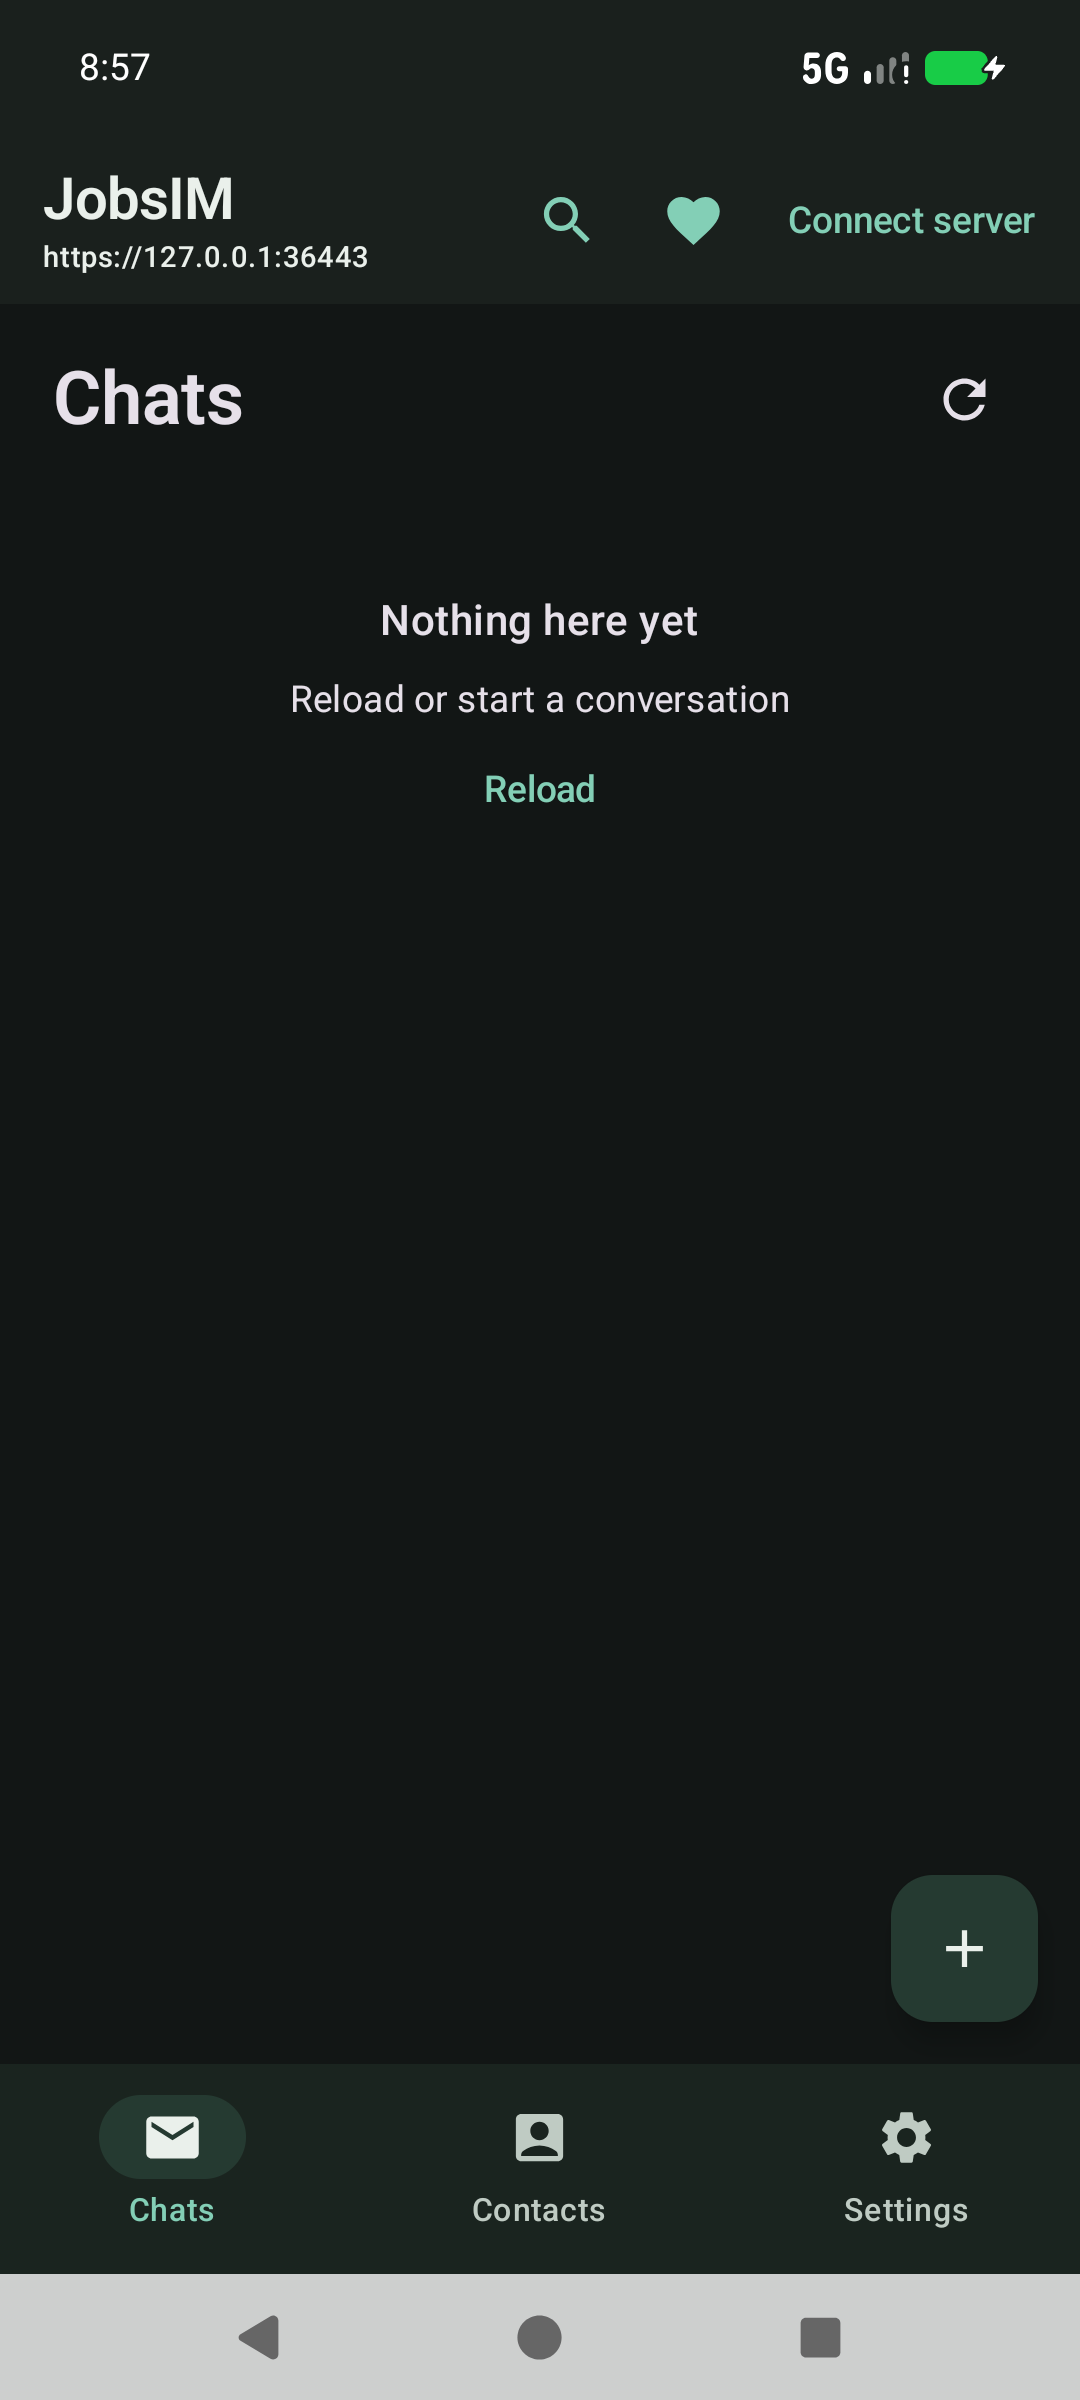 8:57
5G
JobsIM
https://127.0.0.1:36443
Connect server
Chats
Nothing here yet
Reload or start a conversation
Reload
Chats
Contacts
Settings